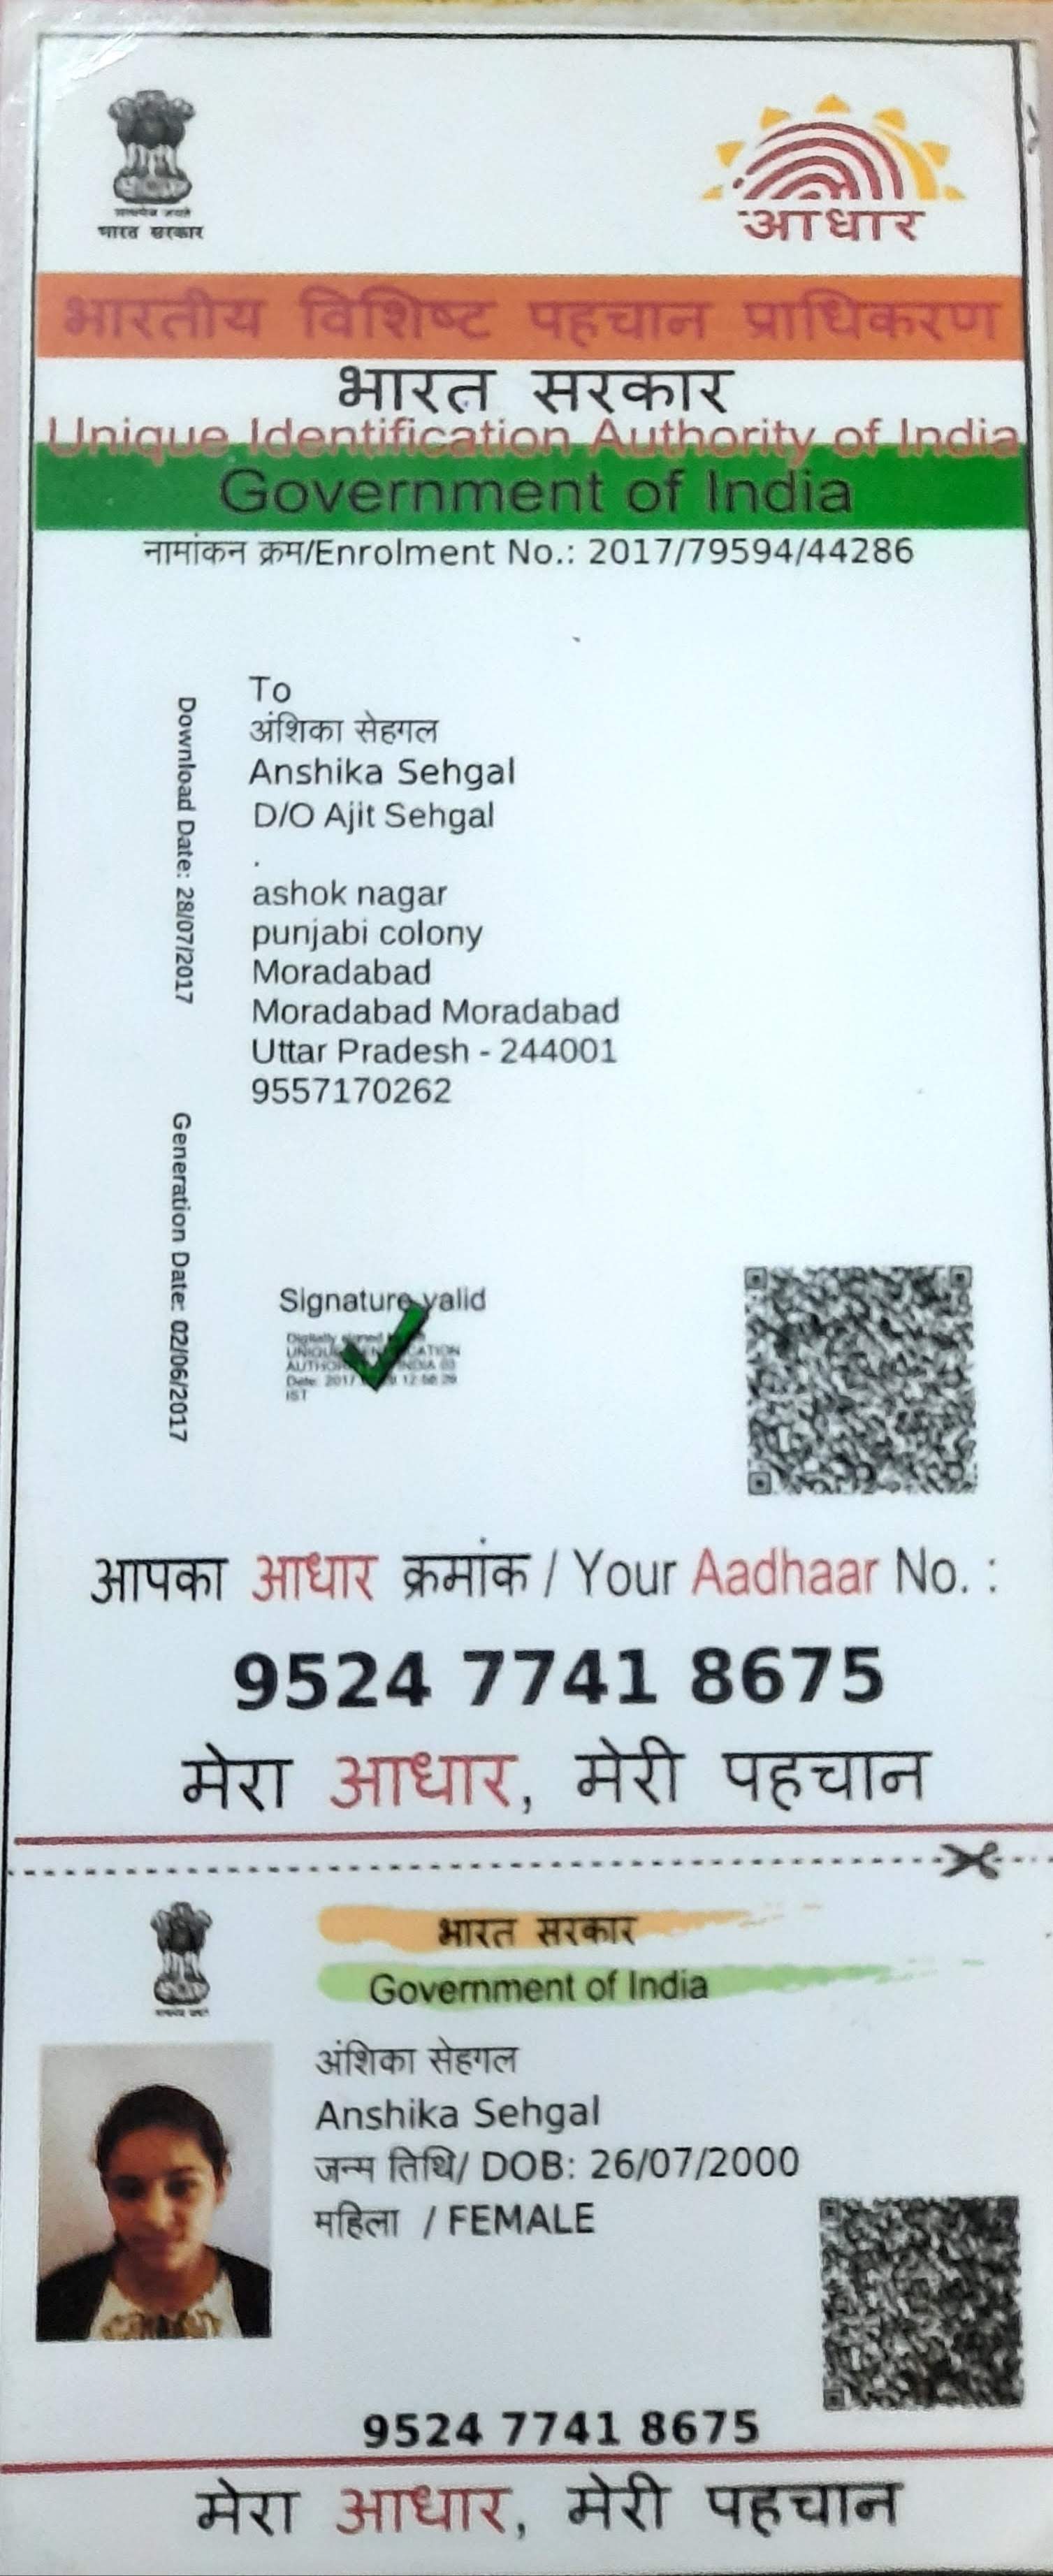 सत्यमेव जयते
भारत सरकार
आधार
भारतीय विशिष्ट पहचान प्राधिकरण
भारत सरकार
Unique Identification Authority of India
Government of India
नामांकन क्रम/Enrolment No.: 2017/79594/44286
Download Date: 28/07/2017
Generation Date: 02/06/2017
To
अंशिका सेहगल
Anshika Sehgal
D/O Ajit Sehgal
.
ashok nagar
punjabi colony
Moradabad
Moradabad Moradabad
Uttar Pradesh - 244001
9557170262
Signature valid
Digitally signed
IST
आपका आधार क्रमांक / Your Aadhaar No. :
9524 7741 8675
मेरा आधार, मेरी पहचान
भारत सरकार
Government of India
अंशिका सेहगल
Anshika Sehgal
जन्म तिथि/ DOB: 26/07/2000
महिला / FEMALE
9524 7741 8675
मेरा आधार, मेरी पहचान